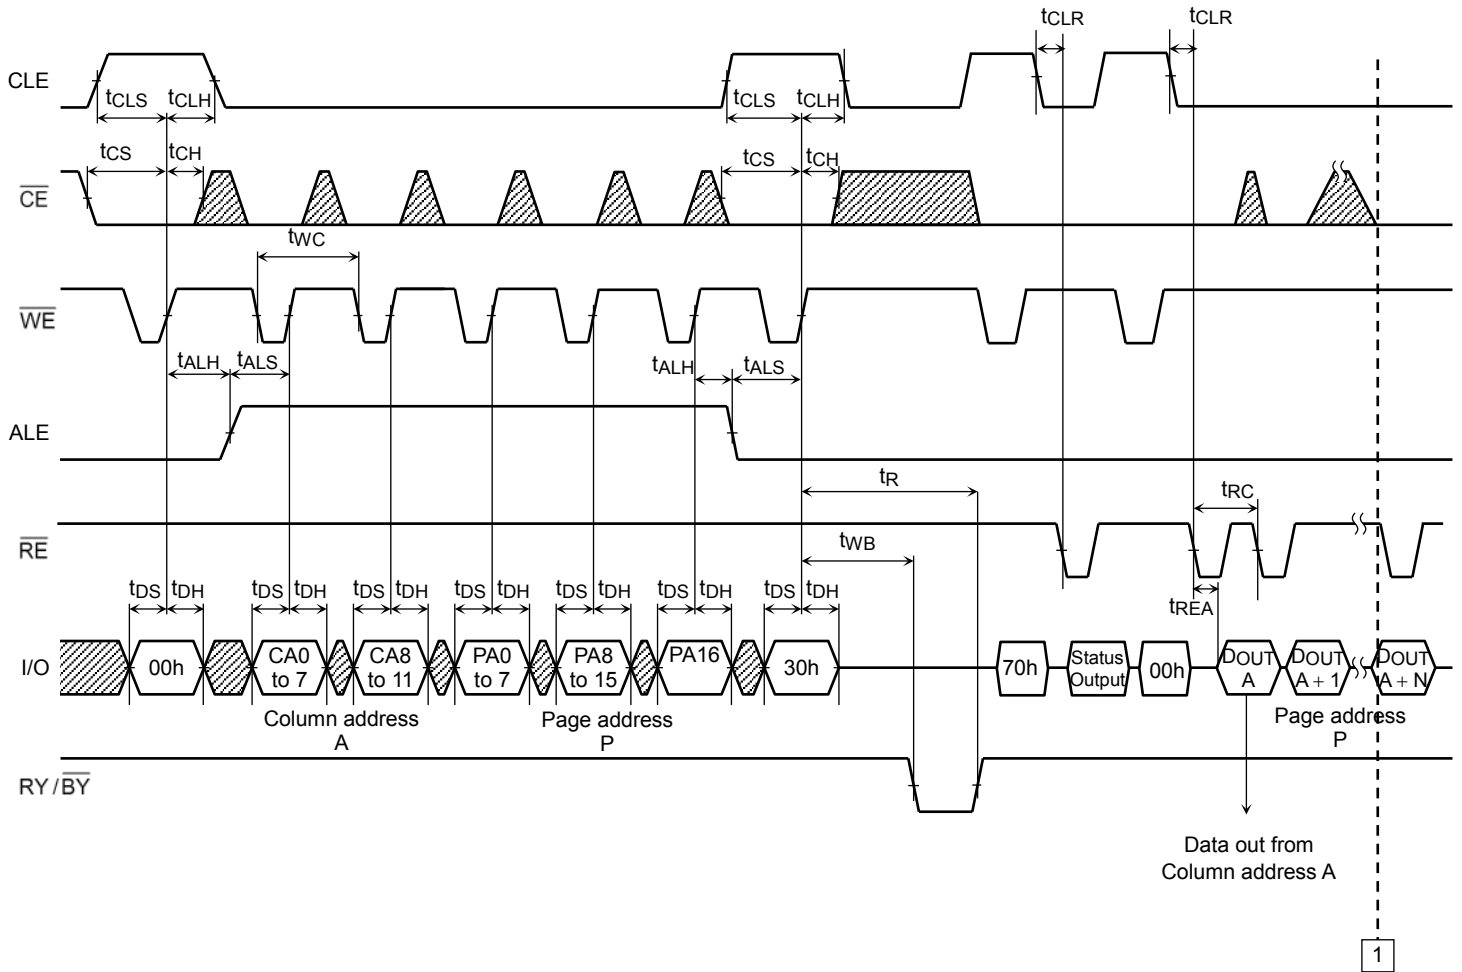 tCLR tCLR
CLE
tCLS tCLH tCLS tCLH
tCS tCH tCS tCH
CE
tWC
WE
tALH tALS tALH tALS
ALE
tR
tRC
RE
tWB
tDS tDH tDS tDH tDS tDH tDS tDH tDS tDH tDS tDH tDS tDH
tREA
I/O
00h
CA0 to 7
CA8 to 11
PA0 to 7
PA8 to 15
PA16
30h
70h
Status Output
00h
DOUT A
DOUT A + 1
DOUT A + N
Column address
A
Page address
P
Page address
P
RY/BY
Data out from
Column address A
1